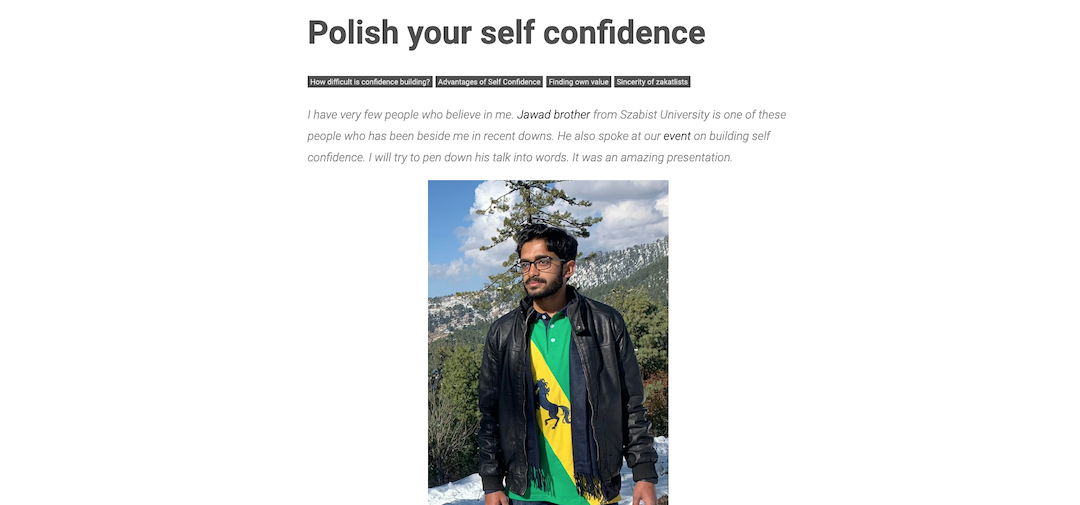 Polish your self confidence
How difficult is confidence building? Advantages of Self Confidence Finding own value Sincerity of zakatlists
I have very few people who believe in me. Jawad brother from Szabist University is one of these
people who has been beside me in recent downs. He also spoke at our event on building self
confidence. I will try to pen down his talk into words. It was an amazing presentation.